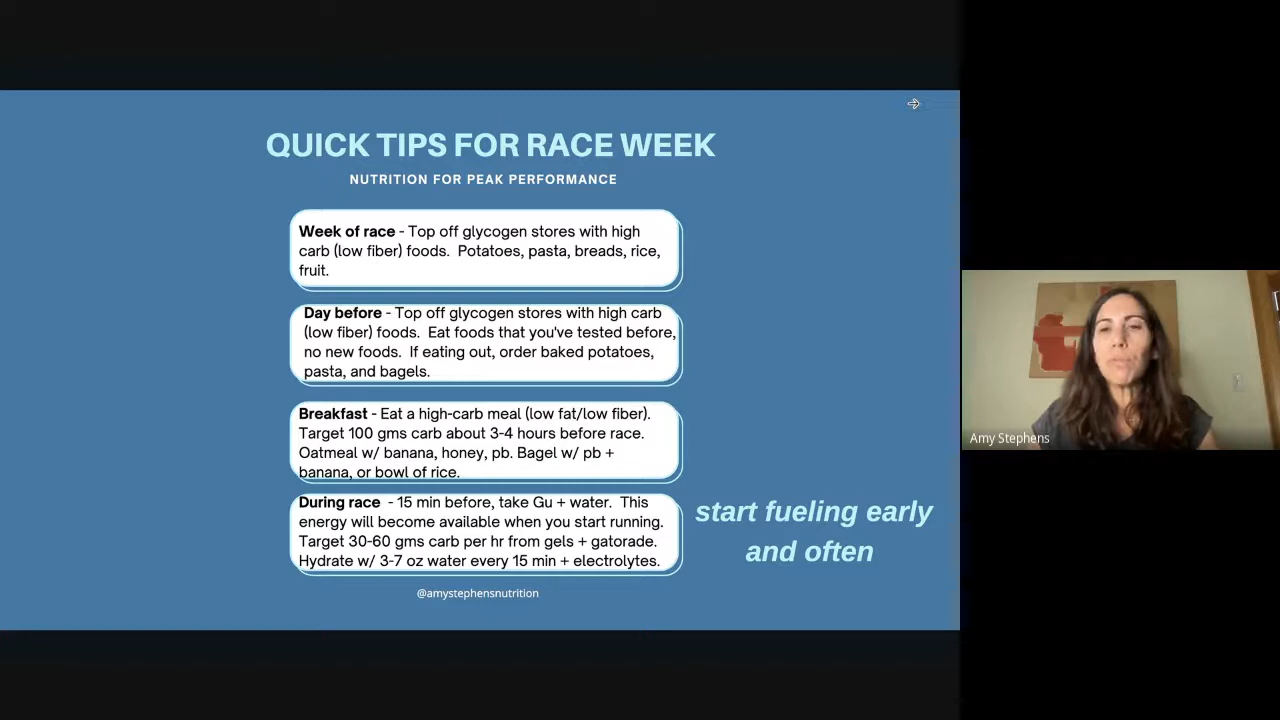 QUICK TIPS FOR RACE WEEK
NUTRITION FOR PEAK PERFORMANCE
Week of race - Top off glycogen stores with high
carb (low fiber) foods.  Potatoes, pasta, breads, rice,
fruit.
Day before - Top off glycogen stores with high carb
(low fiber) foods.  Eat foods that you've tested before,
no new foods.  If eating out, order baked potatoes,
pasta, and bagels.
Breakfast - Eat a high-carb meal (low fat/low fiber).
Target 100 gms carb about 3-4 hours before race.
Oatmeal w/ banana, honey, pb. Bagel w/ pb +
banana, or bowl of rice.
During race  - 15 min before, take Gu + water.  This
energy will become available when you start running.
Target 30-60 gms carb per hr from gels + gatorade.
Hydrate w/ 3-7 oz water every 15 min + electrolytes.
start fueling early
and often
@amystephensnutrition
Amy Stephens